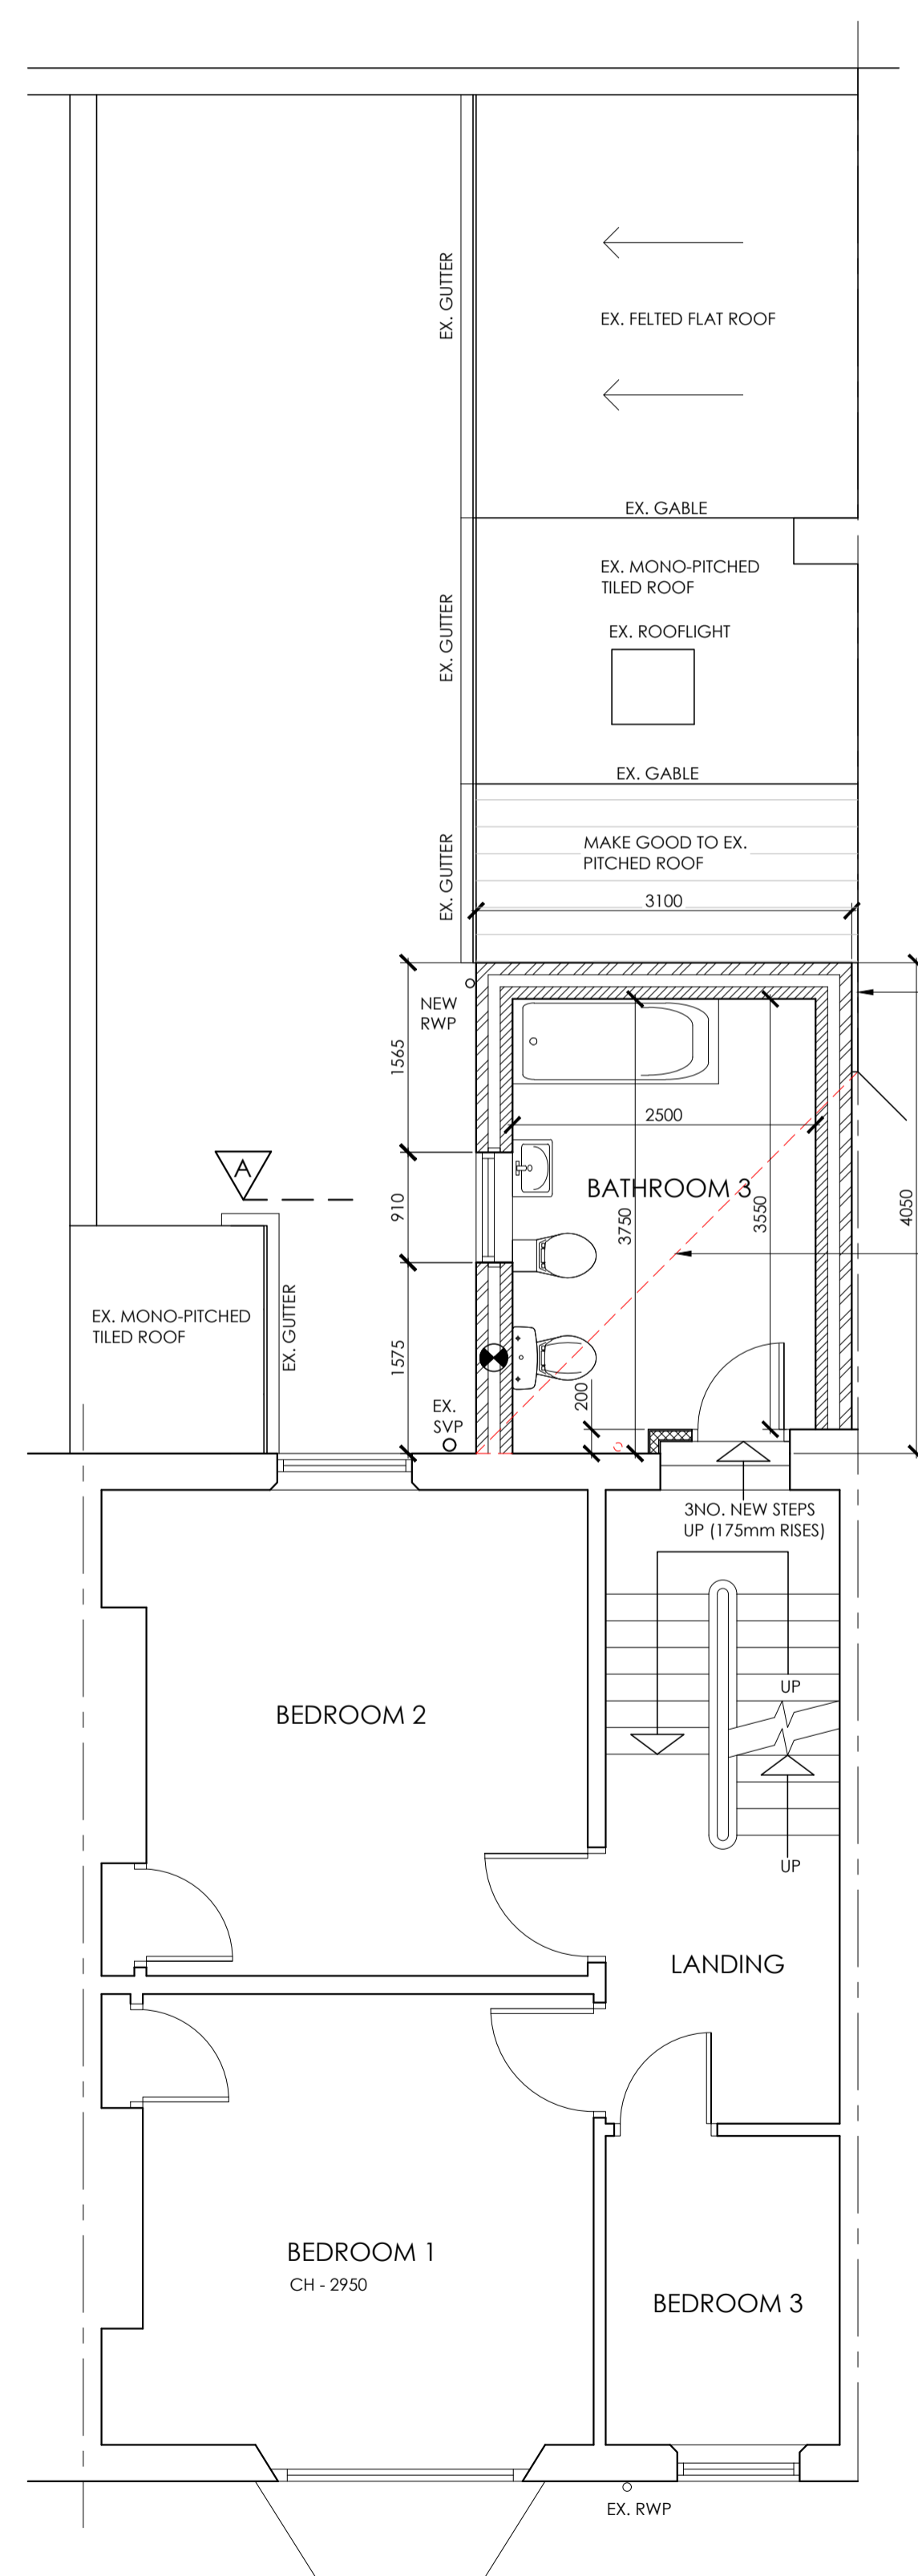 EX. GUTTER
EX. FELTED FLAT ROOF
EX. GABLE
EX. MONO-PITCHED
TILED ROOF
EX. GUTTER
EX. ROOFLIGHT
EX. GABLE
EX. GUTTER
MAKE GOOD TO EX.
PITCHED ROOF
3100
NEW
RWP
1565
2500
A
BATHROOM 3
910
3750
3550
4050
EX. MONO-PITCHED
TILED ROOF
EX. GUTTER
1575
200
EX.
SVP
3NO. NEW STEPS
UP (175mm RISES)
UP
BEDROOM 2
UP
LANDING
BEDROOM 1
CH - 2950
BEDROOM 3
EX. RWP